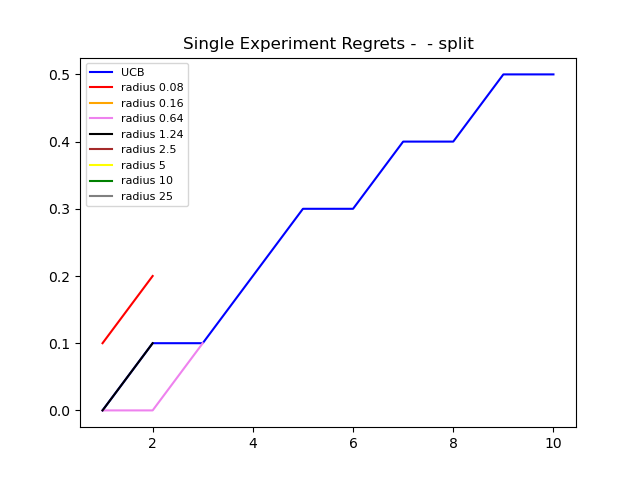 Single Experiment Regrets -  - split
UCB
radius 0.08
radius 0.16
radius 0.64
radius 1.24
radius 2.5
radius 5
radius 10
radius 25
0.5
0.4
0.3
0.2
0.1
0.0
2 4 6 8 10